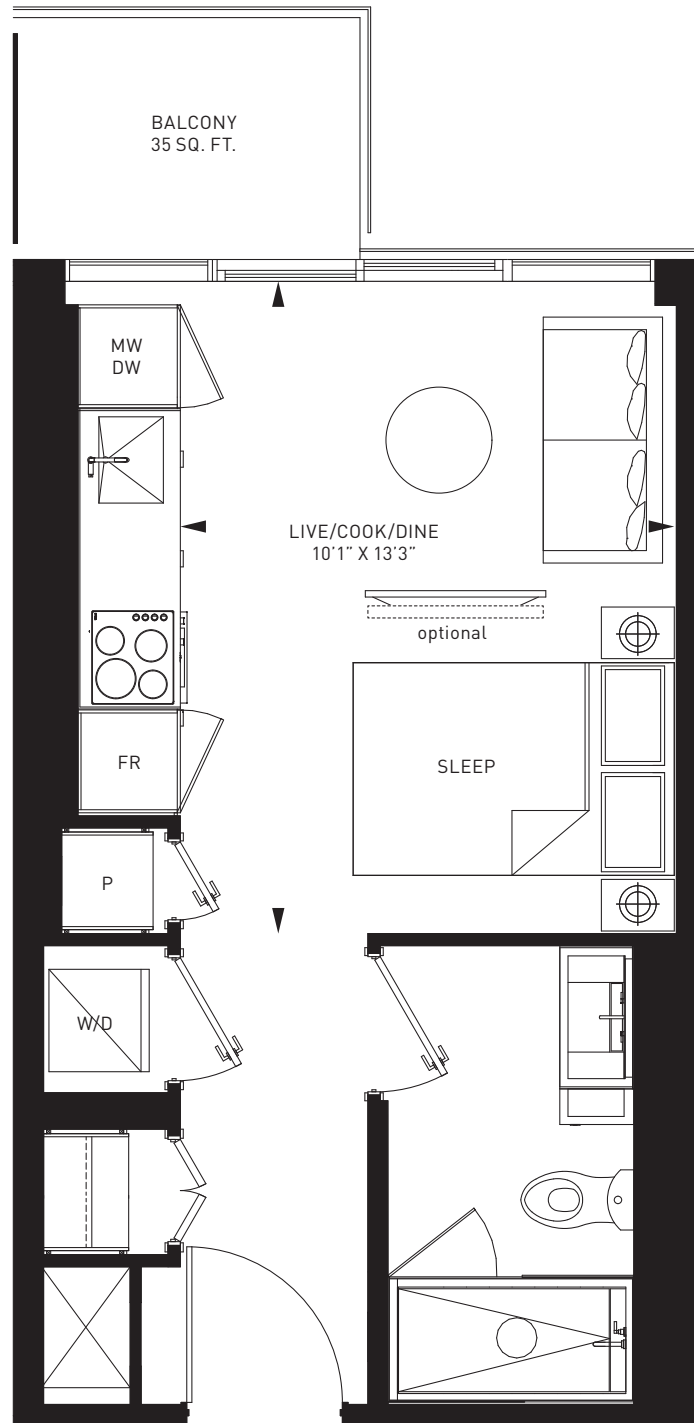 BALCONY
35 SQ. FT.
MW
DW
LIVE/COOK/DINE
10'1” X 13'3”
optional
FR
SLEEP
P
W/D